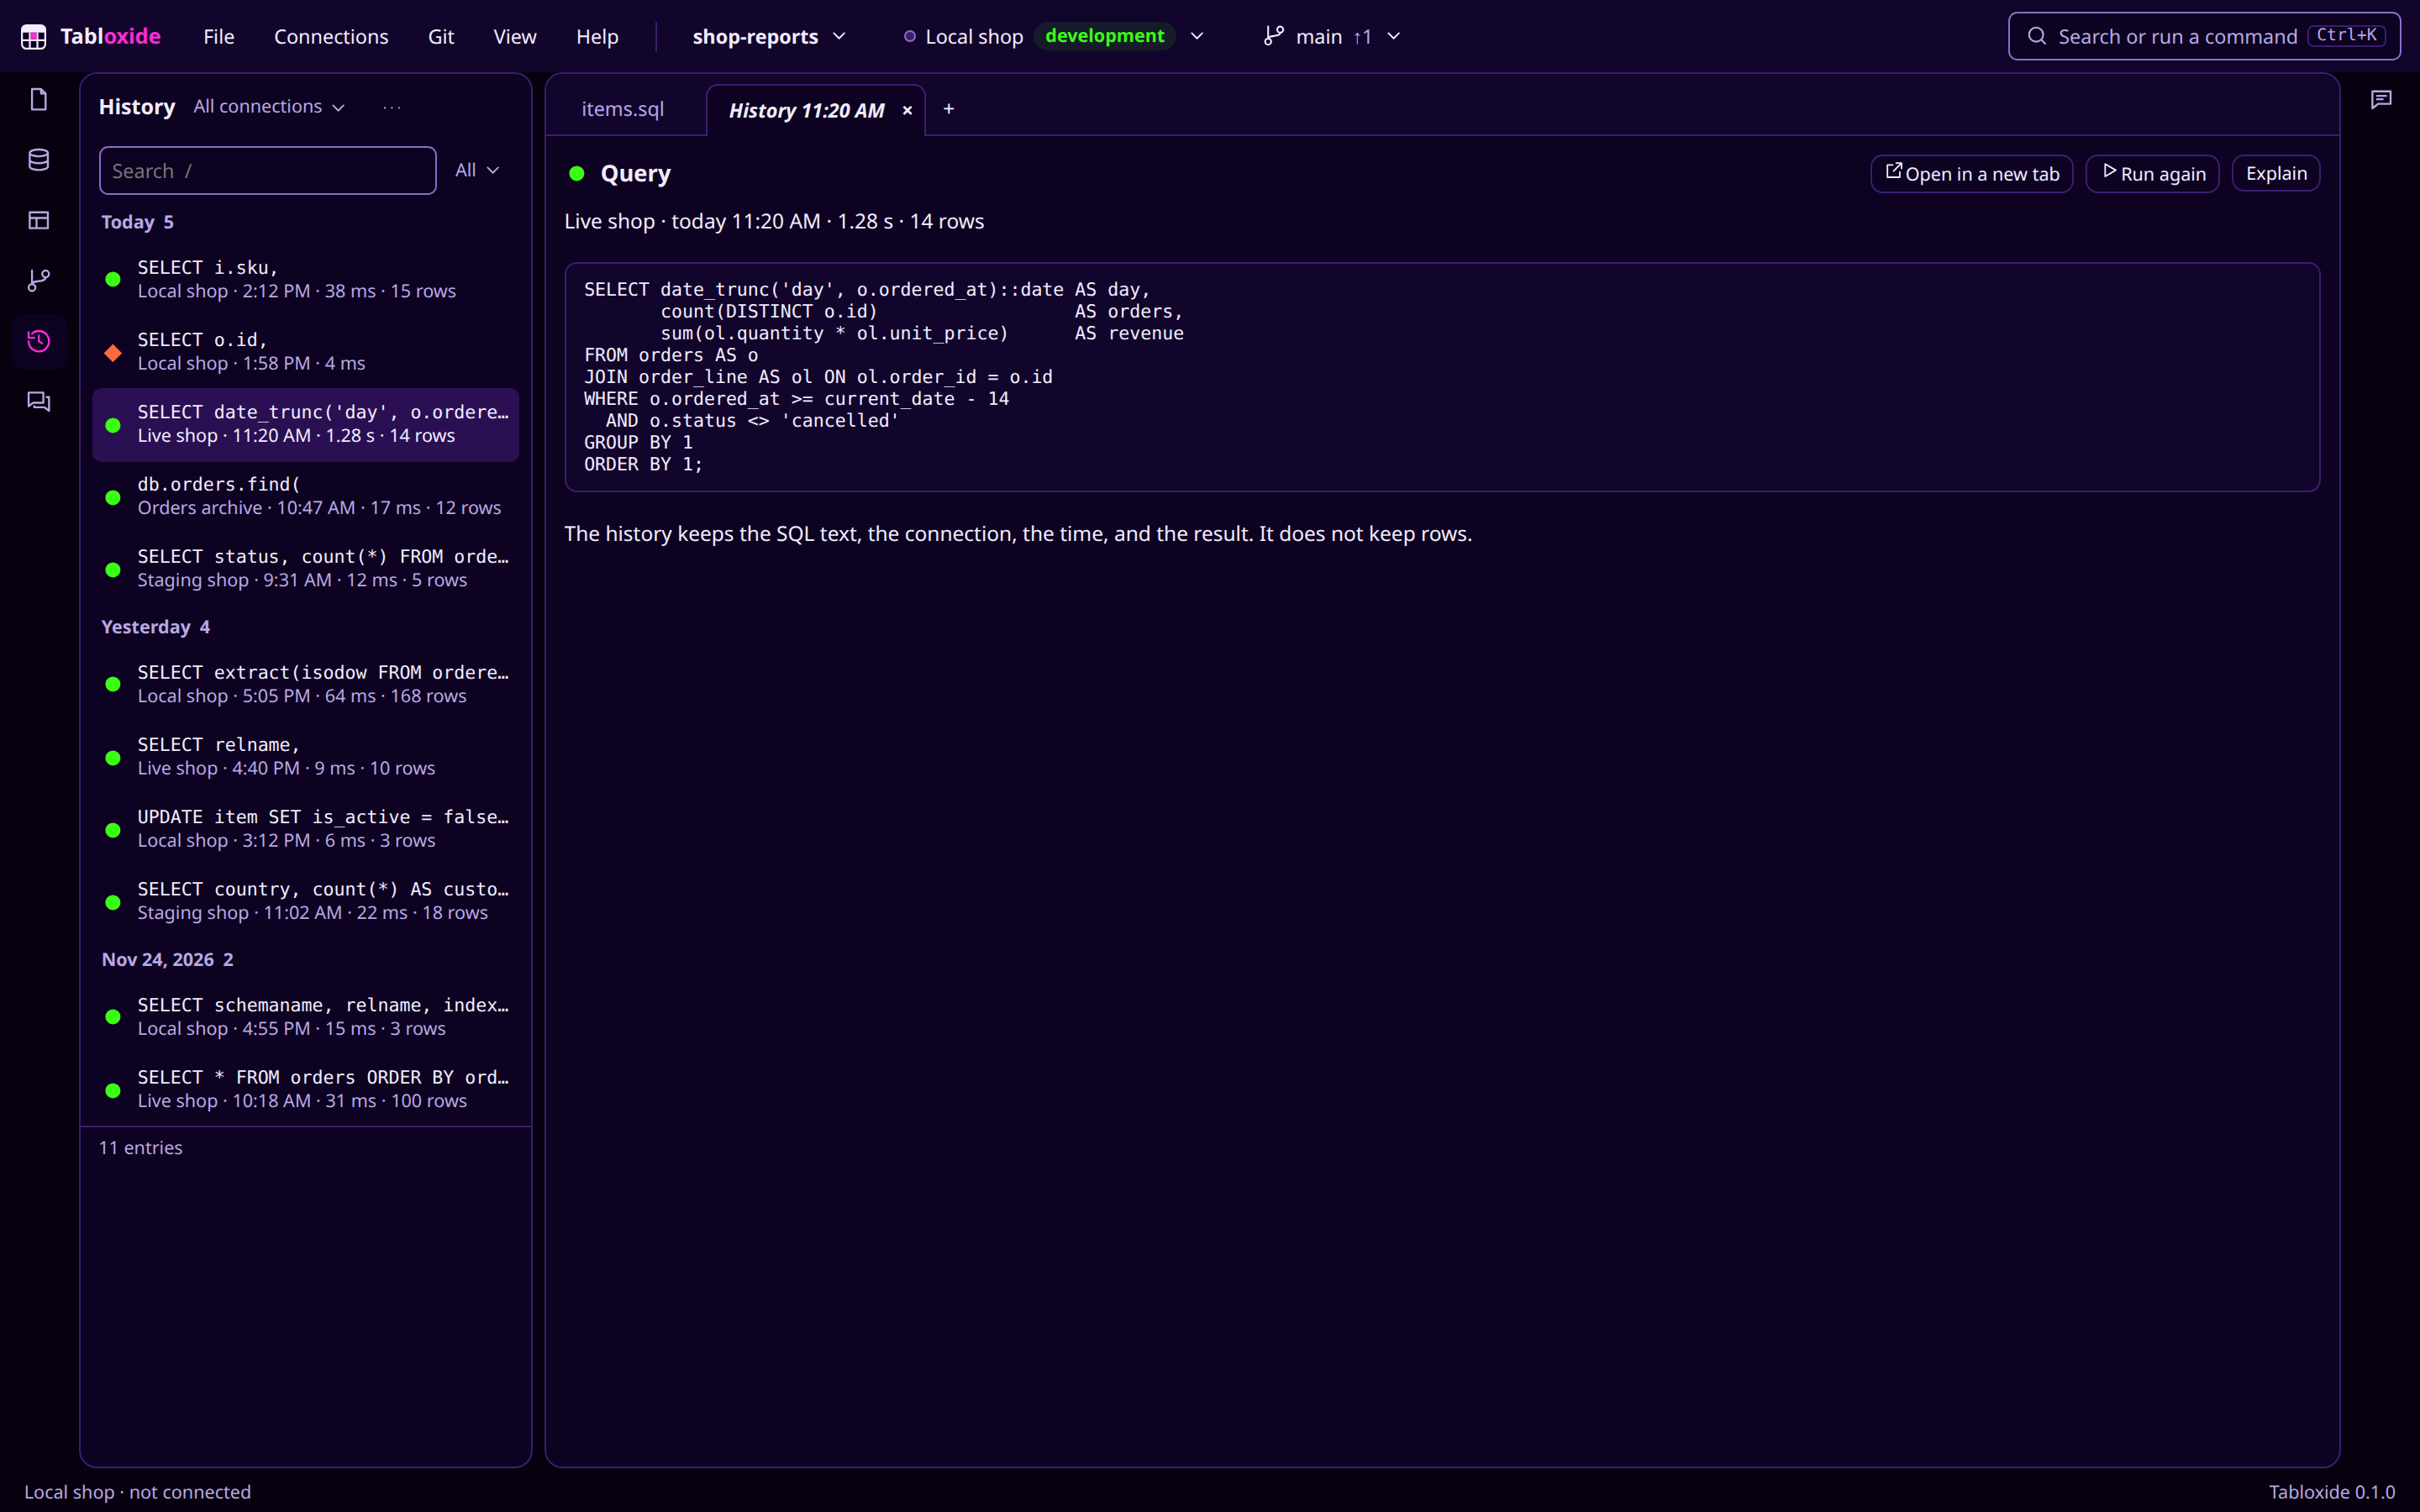 Tabloxide File Connections Git View Help shop-reports Local shop development main ↑1 Search or run a command Ctrl+K
History All connections ···
Search /
All
Today 5
SELECT i.sku,
Local shop · 2:12 PM · 38 ms · 15 rows
SELECT o.id,
Local shop · 1:58 PM · 4 ms
SELECT date_trunc('day', o.ordere…
Live shop · 11:20 AM · 1.28 s · 14 rows
db.orders.find(
Orders archive · 10:47 AM · 17 ms · 12 rows
SELECT status, count(*) FROM orde…
Staging shop · 9:31 AM · 12 ms · 5 rows
Yesterday 4
SELECT extract(isodow FROM ordere…
Local shop · 5:05 PM · 64 ms · 168 rows
SELECT relname,
Live shop · 4:40 PM · 9 ms · 10 rows
UPDATE item SET is_active = false…
Local shop · 3:12 PM · 6 ms · 3 rows
SELECT country, count(*) AS custo…
Staging shop · 11:02 AM · 22 ms · 18 rows
Nov 24, 2026 2
SELECT schemaname, relname, index…
Local shop · 4:55 PM · 15 ms · 3 rows
SELECT * FROM orders ORDER BY ord…
Live shop · 10:18 AM · 31 ms · 100 rows
11 entries
items.sql History 11:20 AM × +
Query
Open in a new tab Run again Explain
Live shop · today 11:20 AM · 1.28 s · 14 rows
SELECT date_trunc('day', o.ordered_at)::date AS day,
count(DISTINCT o.id) AS orders,
sum(ol.quantity * ol.unit_price) AS revenue
FROM orders AS o
JOIN order_line AS ol ON ol.order_id = o.id
WHERE o.ordered_at >= current_date - 14
AND o.status <> 'cancelled'
GROUP BY 1
ORDER BY 1;
The history keeps the SQL text, the connection, the time, and the result. It does not keep rows.
Local shop · not connected
Tabloxide 0.1.0